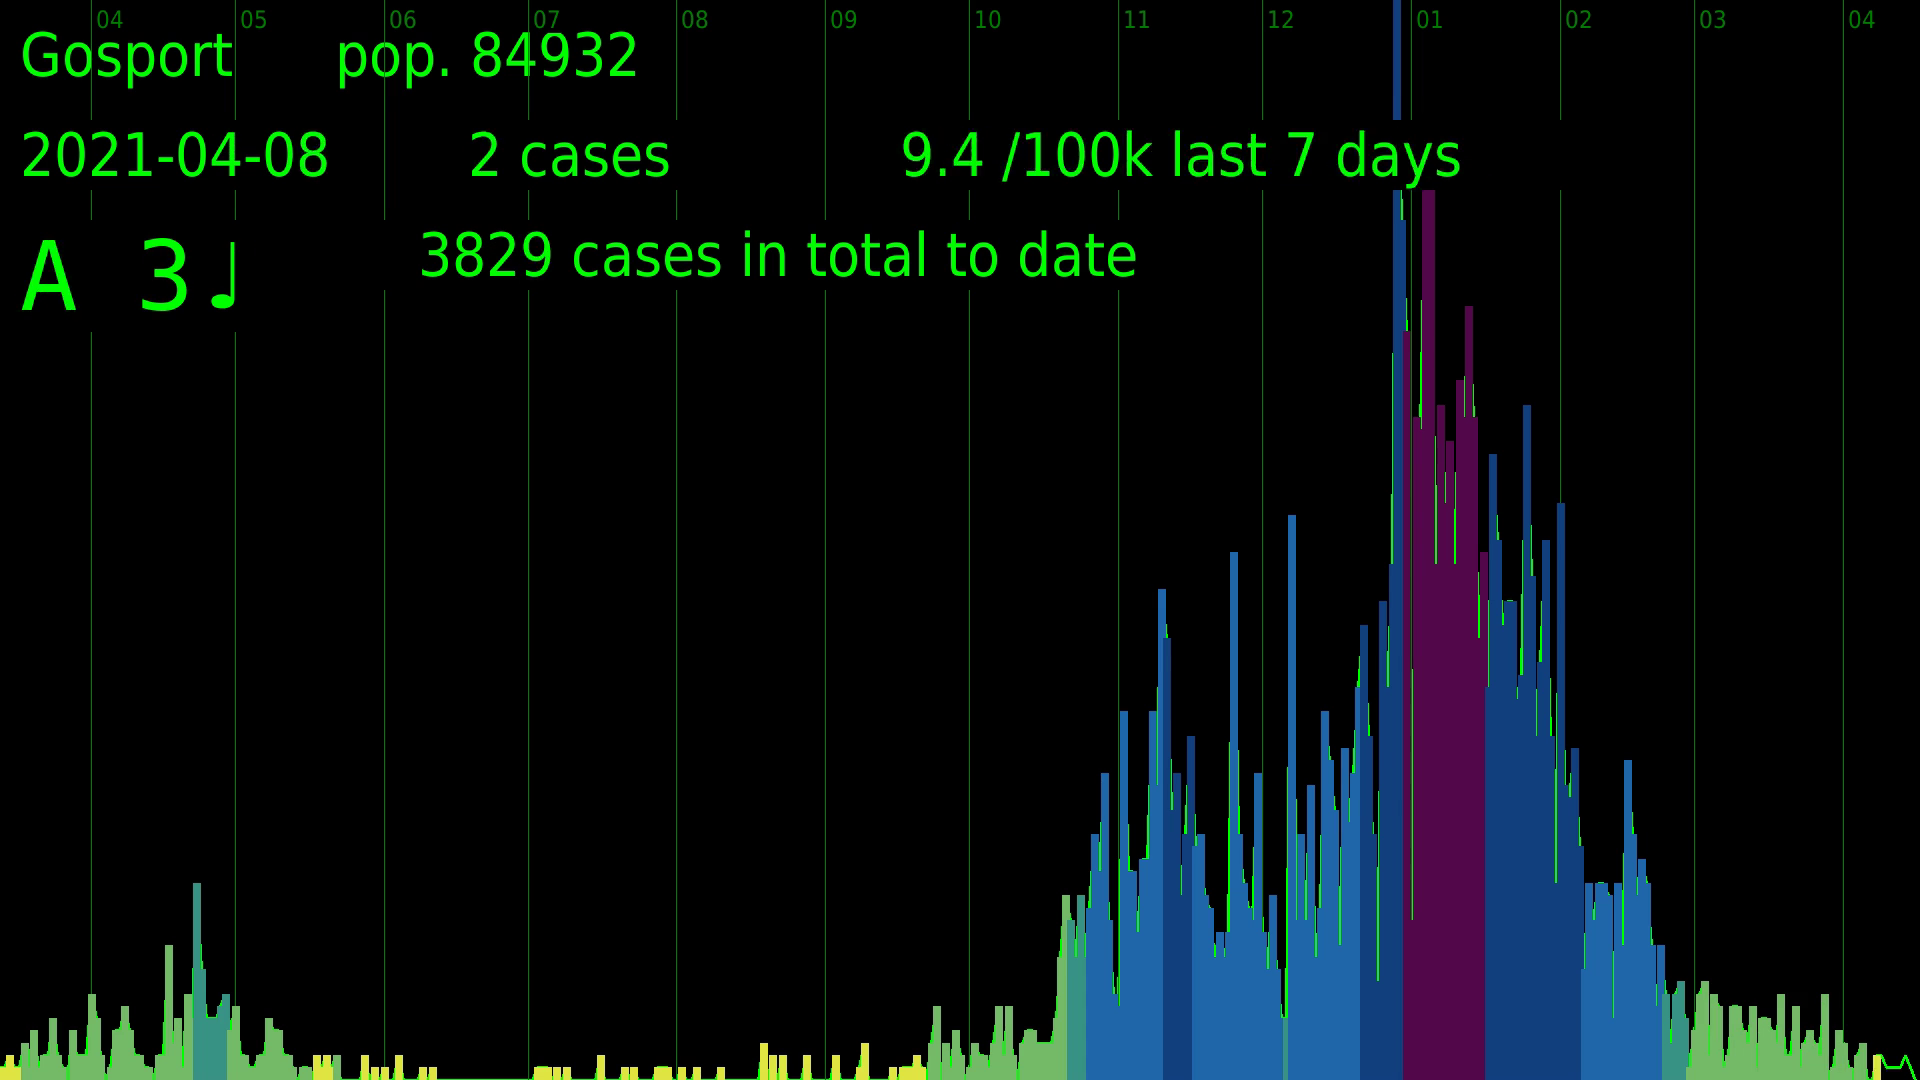 04 05 06 07 08 09 10 11 12 01 02 03 04
Gosport pop. 84932
2021-04-08 2 cases 9.4 /100k last 7 days
A 3♩ 3829 cases in total to date